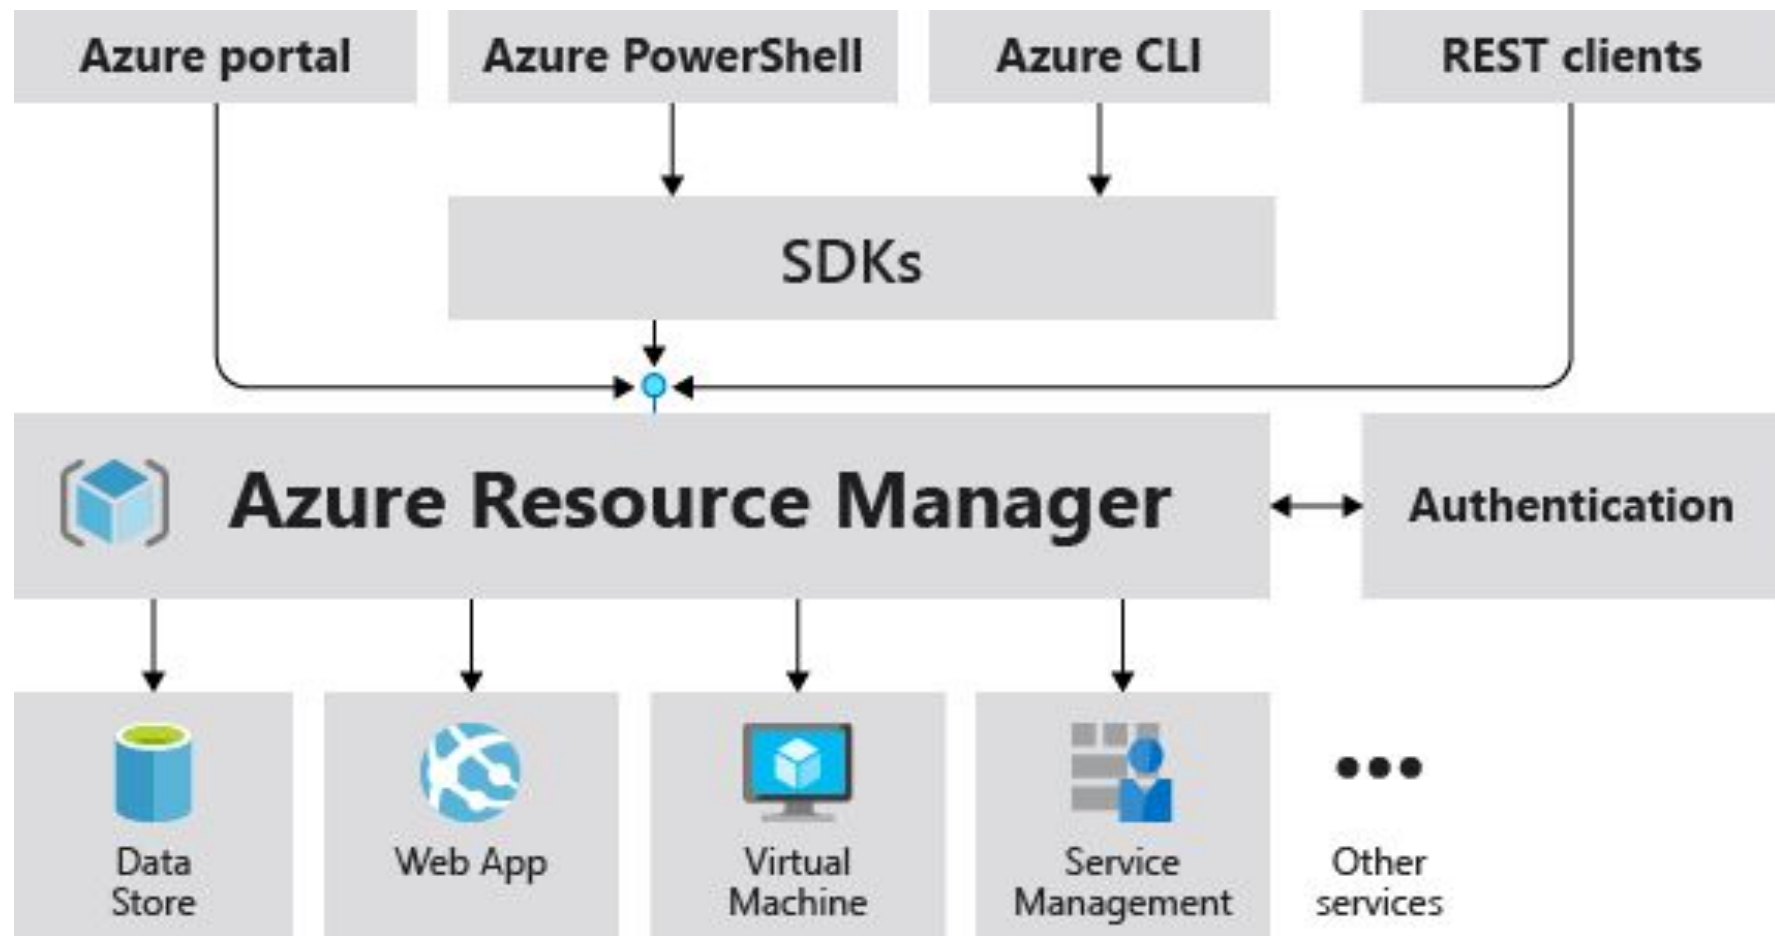 Azure portal
Azure PowerShell
Azure CLI
REST clients
SDKs
Azure Resource Manager
Authentication
Data
Store
Web App
Virtual
Machine
Service
Management
Other
services